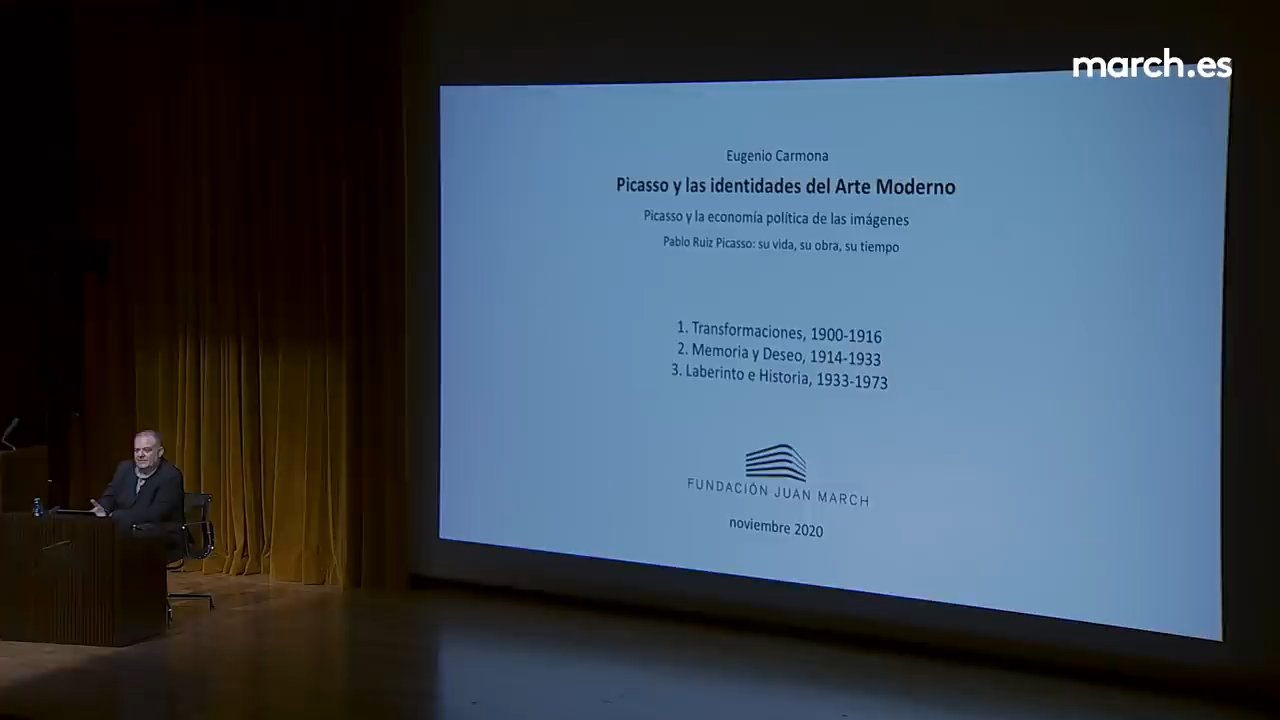 march.es
Eugenio Carmona
Picasso y las identidades del Arte Moderno
Picasso y la economía política de las imágenes
Pablo Ruiz Picasso: su vida, su obra, su tiempo
1. Transformaciones, 1900-1916
2. Memoria y Deseo, 1914-1933
3. Laberinto e Historia, 1933-1973
FUNDACIÓN JUAN MARCH
noviembre 2020